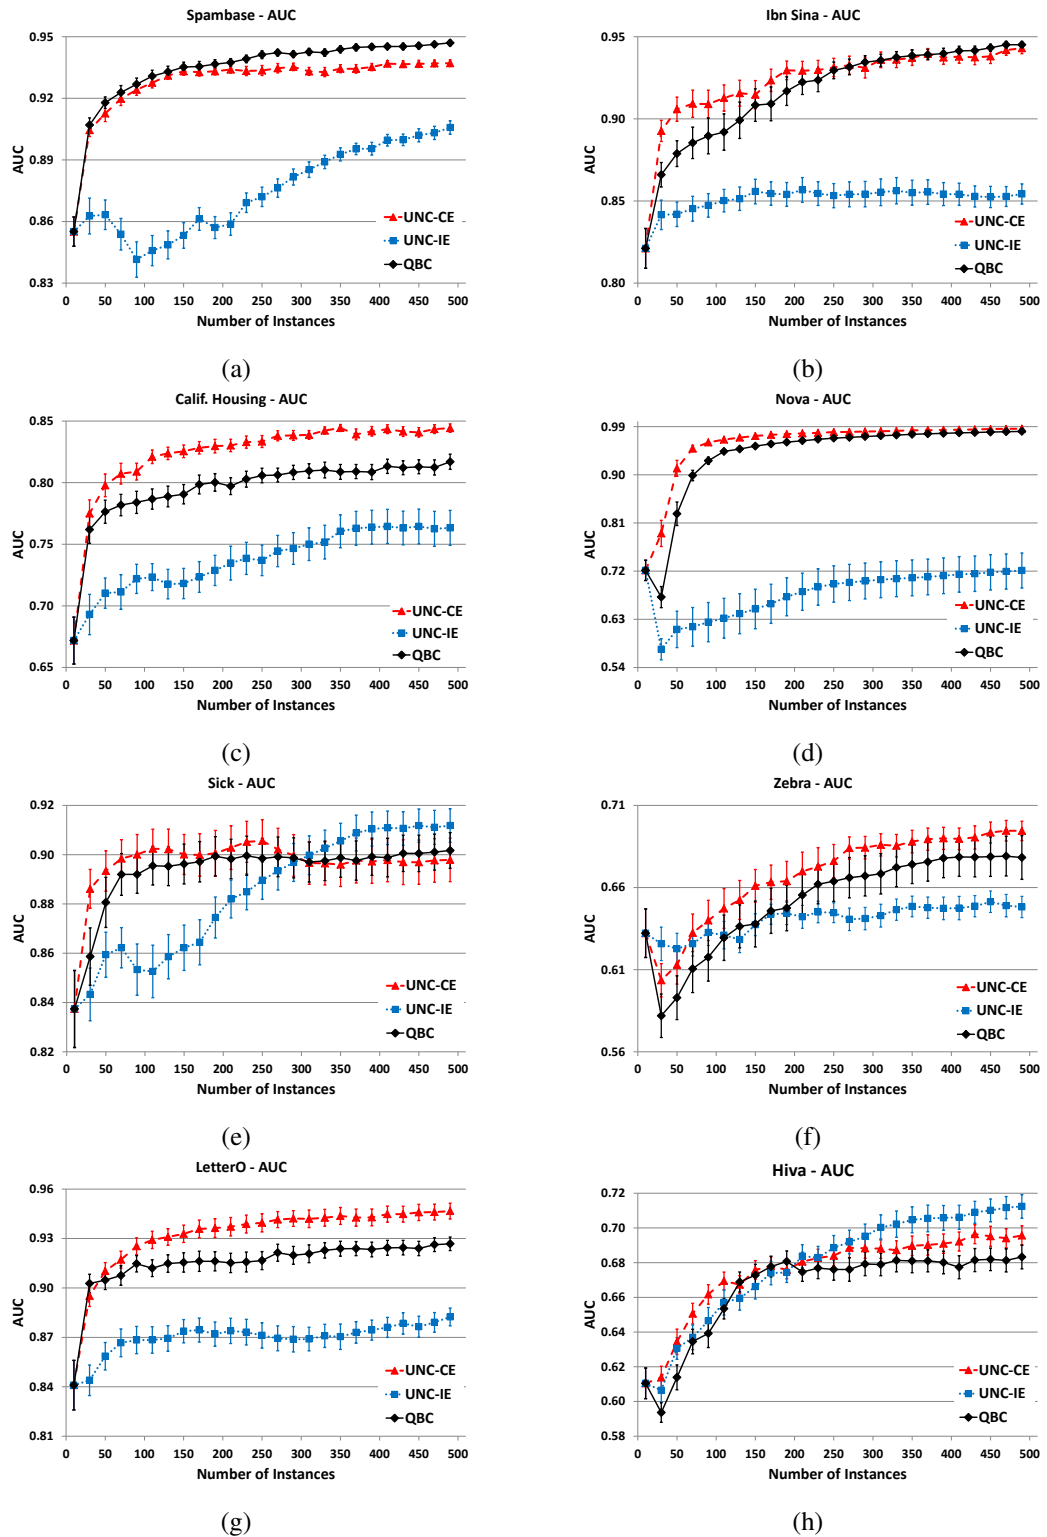 Spambase - AUC
0.95
0.92
0.89
0.86
0.83
AUC
UNC-CE
UNC-IE
QBC
0 50 100 150 200 250 300 350 400 450 500
Number of Instances
(a)
Ibn Sina - AUC
0.95
0.90
0.85
0.80
AUC
UNC-CE
UNC-IE
QBC
0 50 100 150 200 250 300 350 400 450 500
Number of Instances
(b)
Calif. Housing - AUC
0.85
0.80
0.75
0.70
0.65
AUC
UNC-CE
UNC-IE
QBC
0 50 100 150 200 250 300 350 400 450 500
Number of Instances
(c)
Nova - AUC
0.99
0.90
0.81
0.72
0.63
0.54
AUC
UNC-CE
UNC-IE
QBC
0 50 100 150 200 250 300 350 400 450 500
Number of Instances
(d)
Sick - AUC
0.92
0.90
0.88
0.86
0.84
0.82
AUC
UNC-CE
UNC-IE
QBC
0 50 100 150 200 250 300 350 400 450 500
Number of Instances
(e)
Zebra - AUC
0.71
0.66
0.61
0.56
AUC
UNC-CE
UNC-IE
QBC
0 50 100 150 200 250 300 350 400 450 500
Number of Instances
(f)
LetterO - AUC
0.96
0.93
0.90
0.87
0.84
0.81
AUC
UNC-CE
UNC-IE
QBC
0 50 100 150 200 250 300 350 400 450 500
Number of Instances
(g)
Hiva - AUC
0.72
0.70
0.68
0.66
0.64
0.62
0.60
0.58
AUC
UNC-CE
UNC-IE
QBC
0 50 100 150 200 250 300 350 400 450 500
Number of Instances
(h)